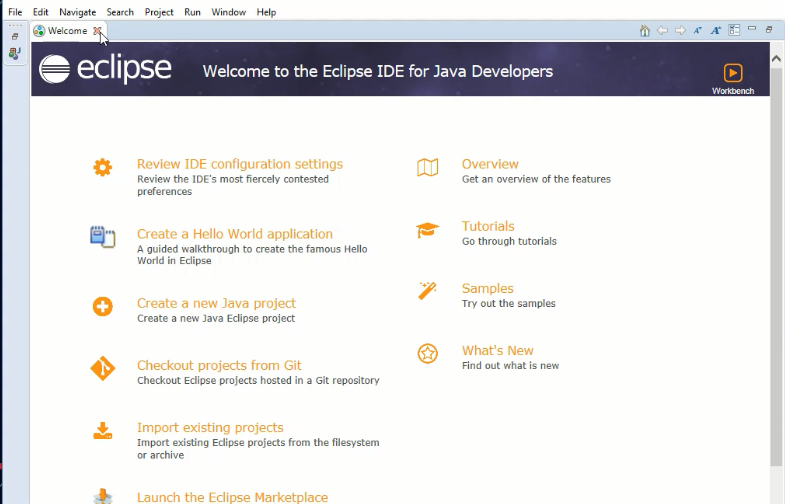 File Edit Navigate Search Project Run Window Help
Welcome
eclipse
Welcome to the Eclipse IDE for Java Developers
Workbench
Review IDE configuration settings
Review the IDE's most fiercely contested
preferences
Create a Hello World application
A guided walkthrough to create the famous Hello
World in Eclipse
Create a new Java project
Create a new Java Eclipse project
Checkout projects from Git
Checkout Eclipse projects hosted in a Git repository
Import existing projects
Import existing Eclipse projects from the filesystem
or archive
Launch the Eclipse Marketplace
Overview
Get an overview of the features
Tutorials
Go through tutorials
Samples
Try out the samples
What's New
Find out what is new